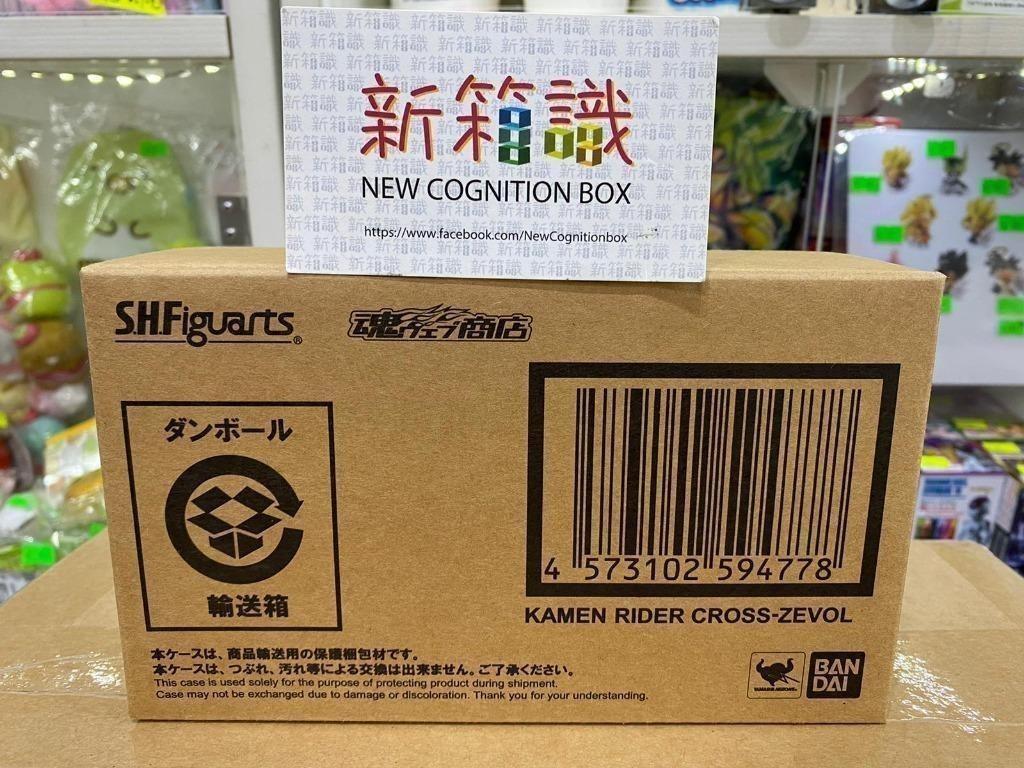 新箱識
NEW COGNITION BOX
https://www.facebook.com/NewCognitionbox
S.H.Figuarts®
魂ウェブ商店
ダンボール
輸送箱
4 573102 594778
KAMEN RIDER CROSS-ZEVOL
本ケースは、商品輸送用の保護梱包材です。
本ケースは、つぶれ、汚れ等による交換は出来ません。ご了承ください。
This case is used solely for the purpose of protecting product during shipment.
Case may not be exchanged due to damage or discoloration. Thank you for your understanding.
TAMASHII NATIONS
BAN
DAI